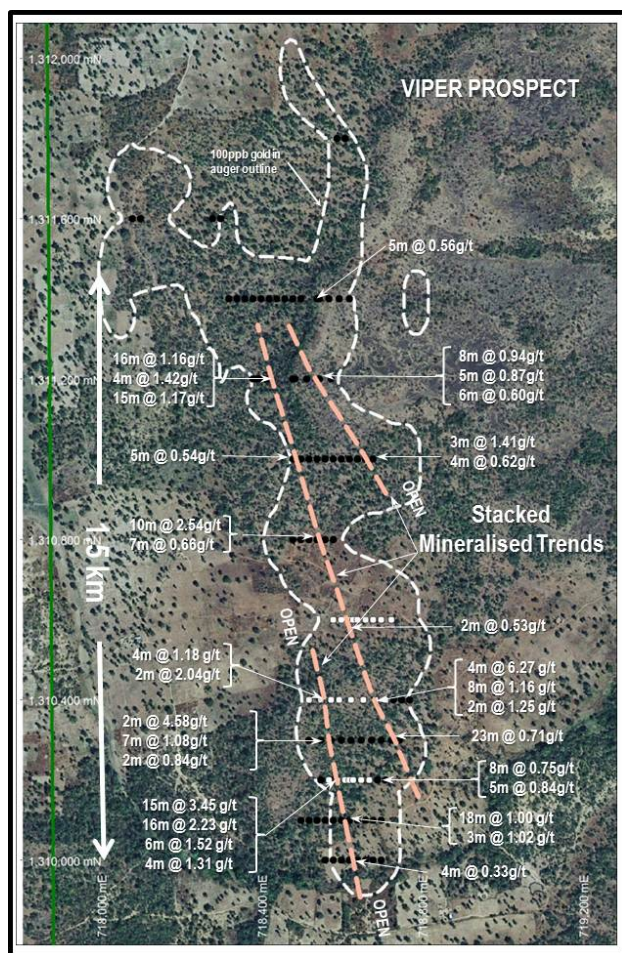 1,312,000 mN
VIPER PROSPECT
100ppb gold in
auger outline
1,311,600 mN
5m @ 0.56g/t
16m @ 1.16g/t
4m @ 1.42g/t
15m @ 1.17g/t
1,311,200 mN
8m @ 0.94g/t
5m @ 0.87g/t
6m @ 0.60g/t
5m @ 0.54g/t
3m @ 1.41g/t
4m @ 0.62g/t
OPEN
10m @ 2.54g/t
7m @ 0.66g/t
1,310,800 mN
Stacked
Mineralised Trends
15 km
OPEN
2m @ 0.53g/t
4m @ 1.18 g/t
2m @ 2.04g/t
1,310,400 mN
4m @ 6.27 g/t
8m @ 1.16 g/t
2m @ 1.25 g/t
2m @ 4.58g/t
7m @ 1.08g/t
2m @ 0.84g/t
23m @ 0.71g/t
8m @ 0.75g/t
5m @ 0.84g/t
15m @ 3.45 g/t
16m @ 2.23 g/t
6m @ 1.52 g/t
4m @ 1.31 g/t
18m @ 1.00 g/t
3m @ 1.02 g/t
1,310,000 mN
4m @ 0.33g/t
OPEN
718,000 mE
718,400 mE
718,800 mE
719,200 mE